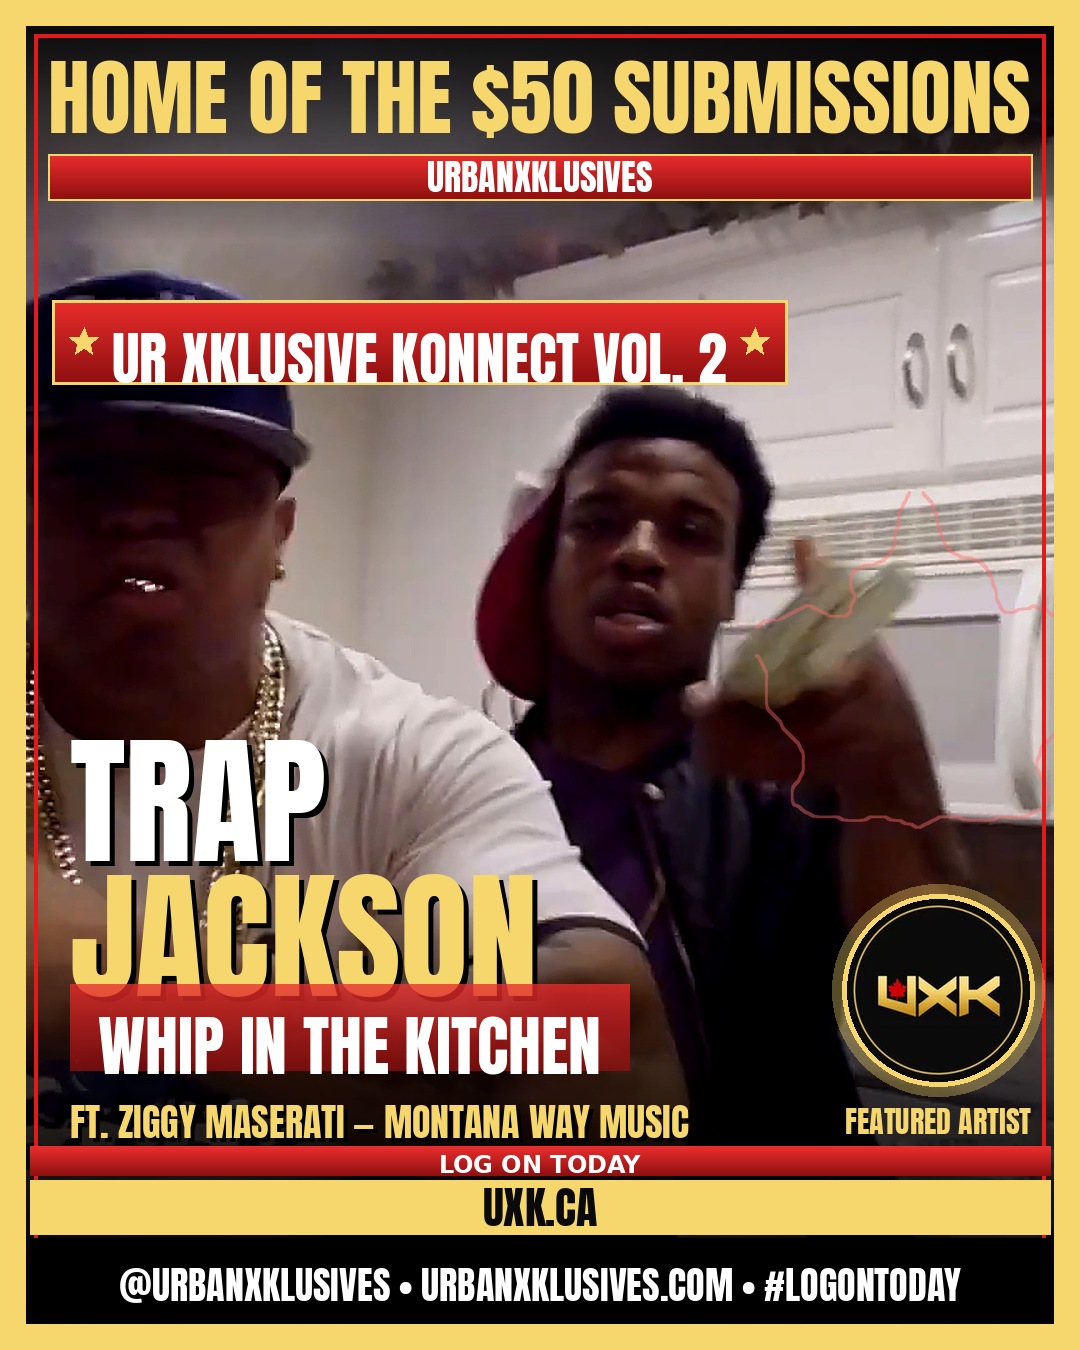 HOME OF THE $50 SUBMISSIONS
URBANXKLUSIVES
UR XKLUSIVE KONNECT VOL. 2
TRAP
JACKSON
WHIP IN THE KITCHEN
UXK
FT. ZIGGY MASERATI – MONTANA WAY MUSIC
FEATURED ARTIST
LOG ON TODAY
UXK.CA
@URBANXKLUSIVES • URBANXKLUSIVES.COM • #LOGONTODAY